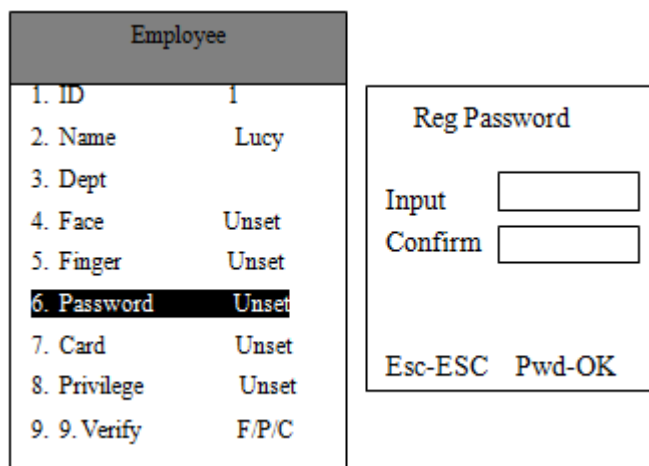 Employee
1. ID 1
2. Name Lucy
3. Dept
4. Face Unset
5. Finger Unset
6. Password Unset
7. Card Unset
8. Privilege Unset
9. 9. Verify F/P/C
Reg Password
Input
Confirm
Esc-ESC Pwd-OK